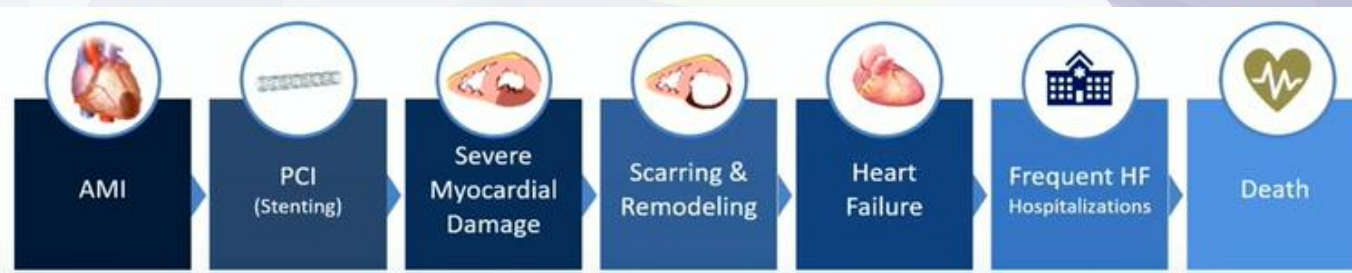 AMI
PCI
(Stenting)
Severe
Myocardial
Damage
Scarring &
Remodeling
Heart
Failure
Frequent HF
Hospitalizations
Death